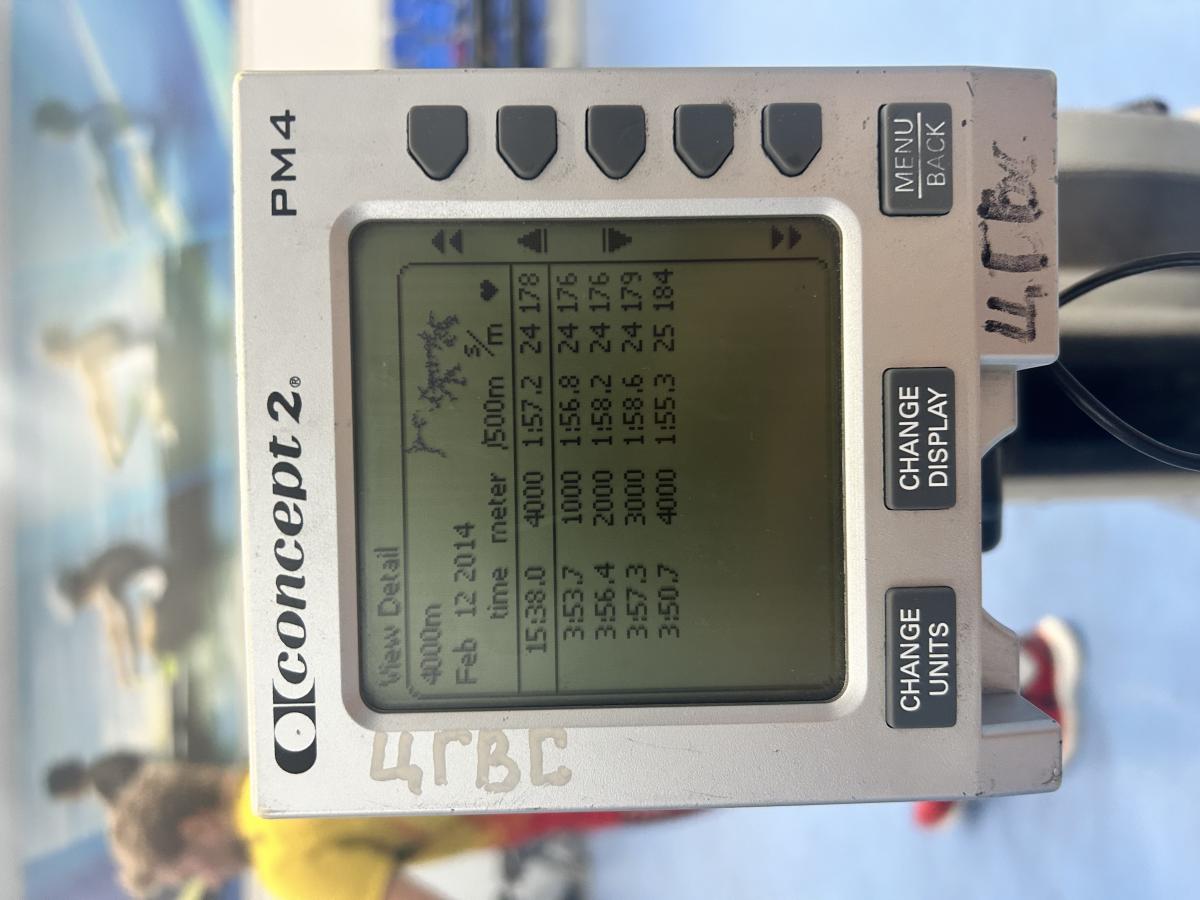 concept 2®
PM4
View Detail
4000m
Feb 12 2014
time meter /500m s/m ♥
15:38.0 4000 1:57.2 24 178
3:53.7 1000 1:56.8 24 176
3:56.4 2000 1:58.2 24 176
3:57.3 3000 1:58.6 24 179
3:50.7 4000 1:55.3 25 184
ЦГВС
CHANGE
UNITS
CHANGE
DISPLAY
MENU
BACK